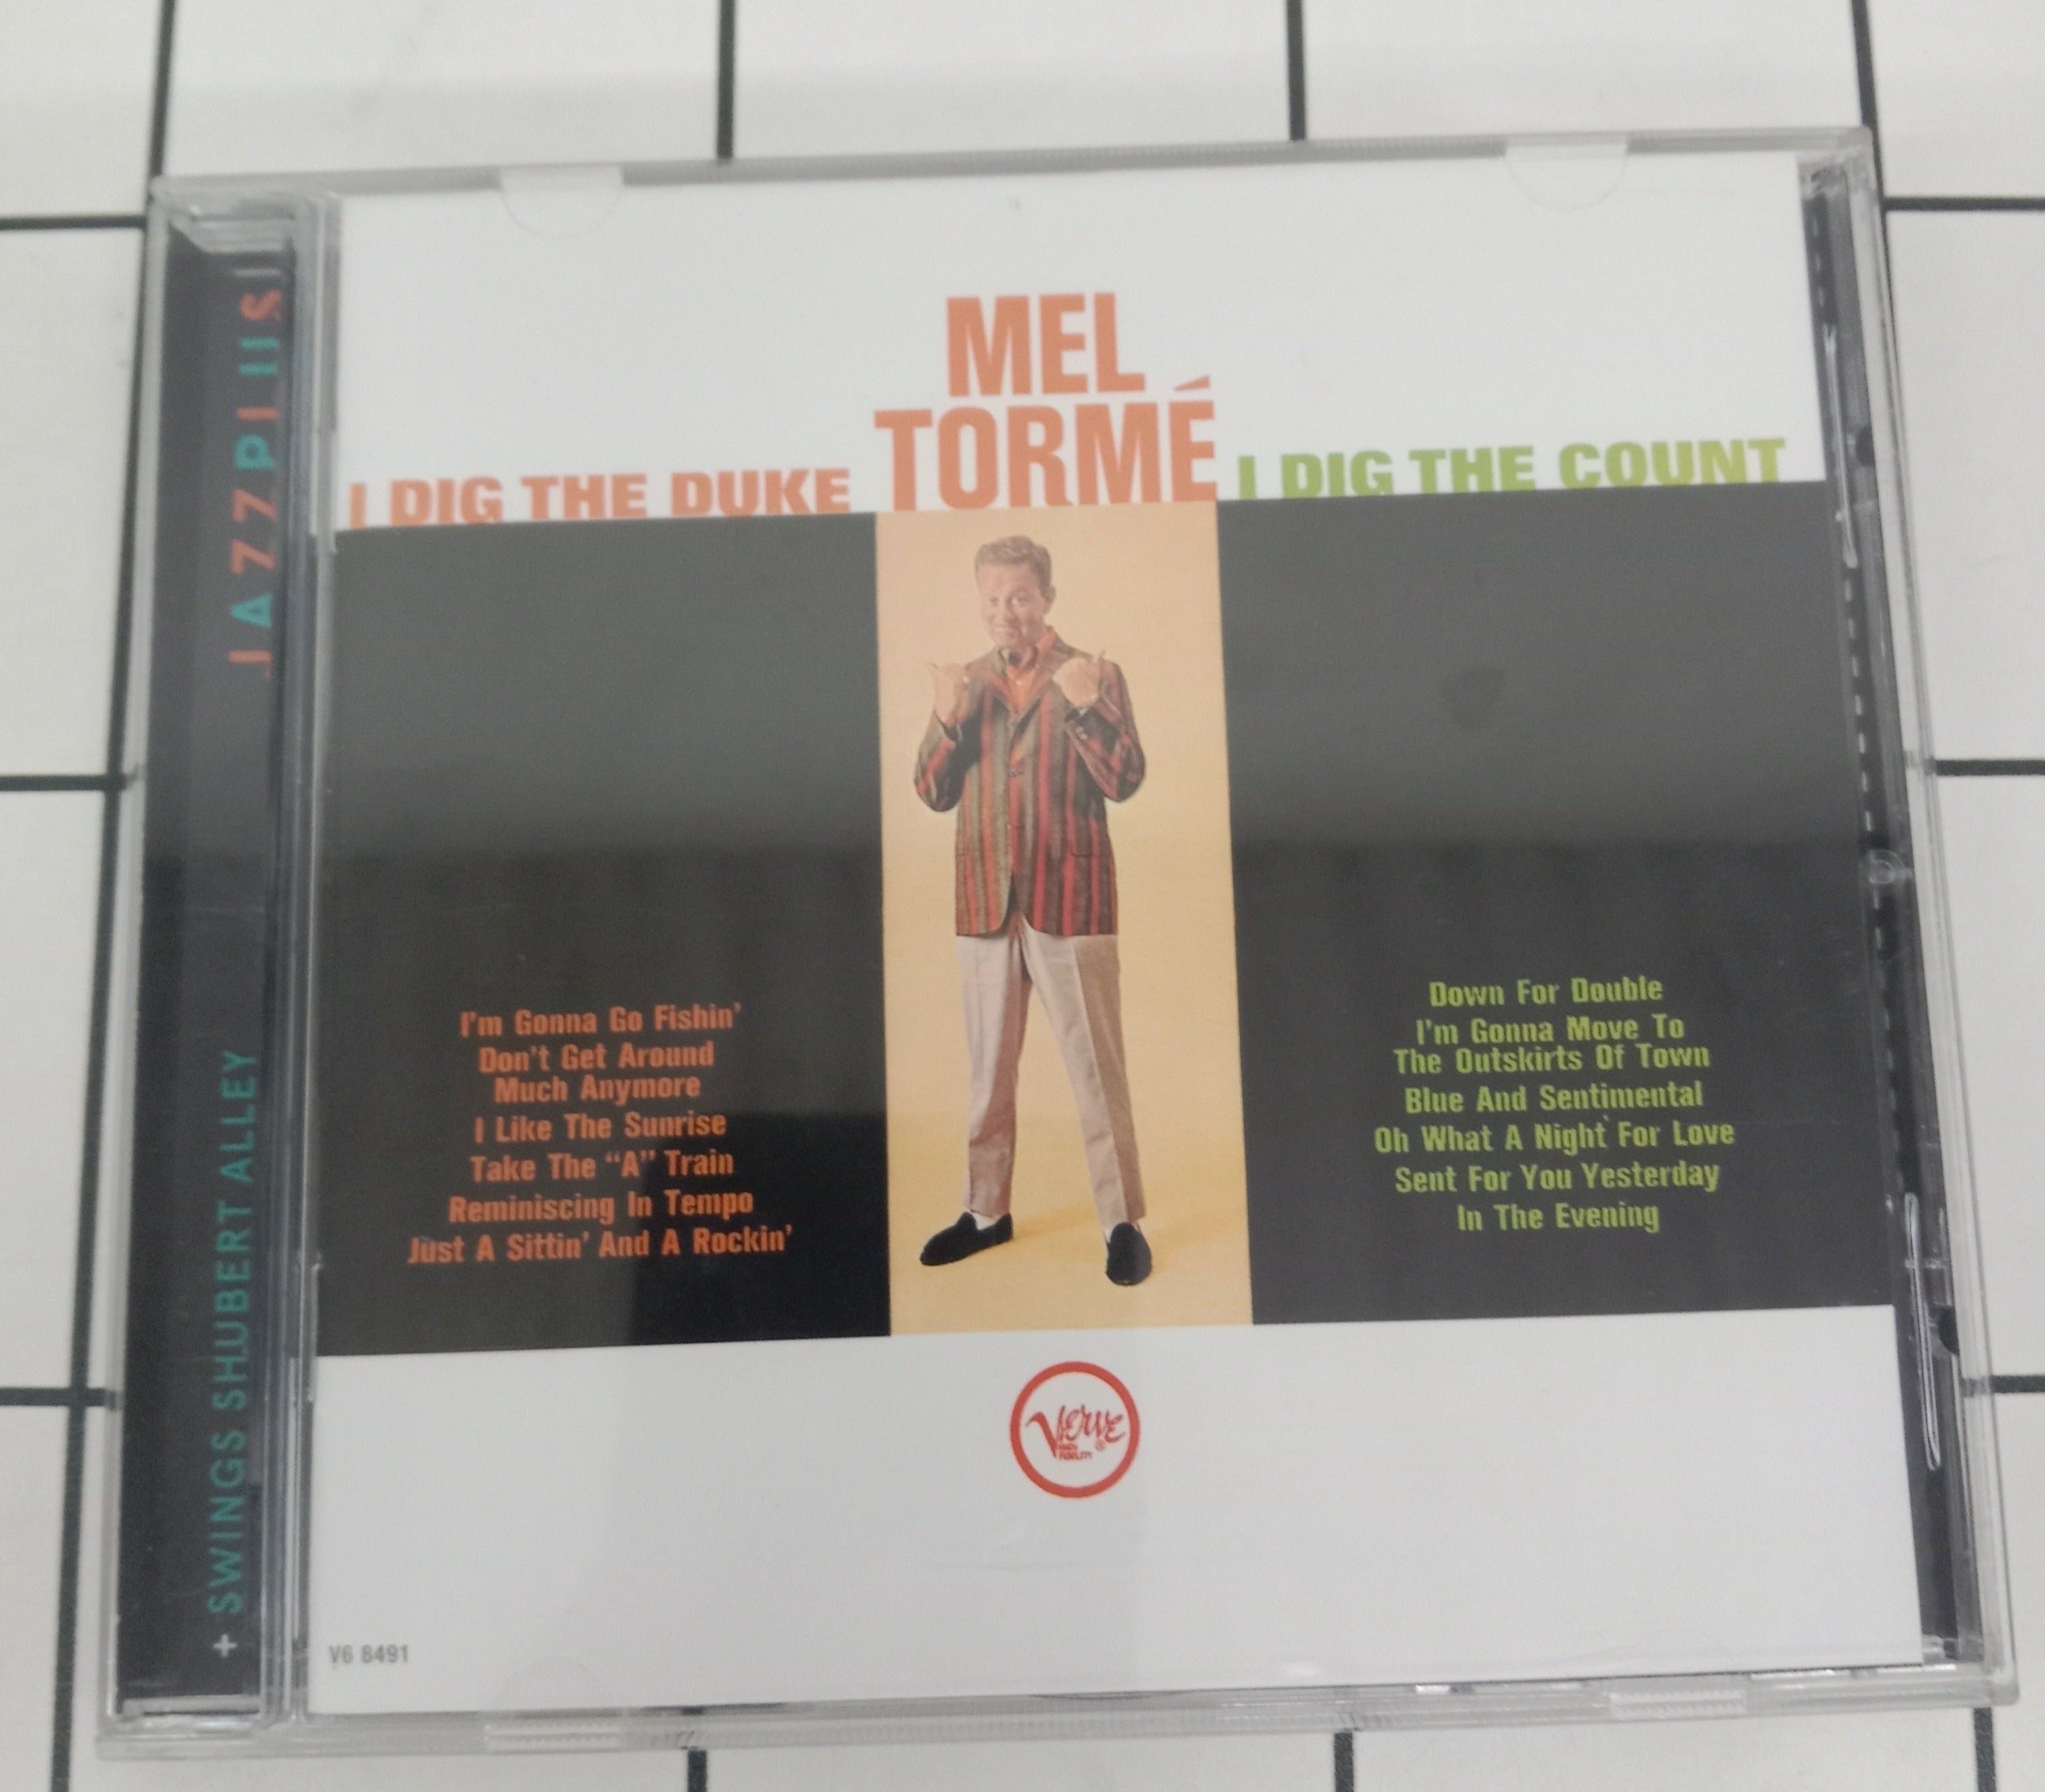 JAZZPLUS
+ SWINGS SHUBERT ALLEY
MEL
TORMÉ
I DIG THE DUKE
I DIG THE COUNT
I'm Gonna Go Fishin'
Don't Get Around
Much Anymore
I Like The Sunrise
Take The “A” Train
Reminiscing In Tempo
Just A Sittin' And A Rockin'
Down For Double
I'm Gonna Move To
The Outskirts Of Town
Blue And Sentimental
Oh What A Night For Love
Sent For You Yesterday
In The Evening
Verve®
HIGH
FIDELITY
V6 8491